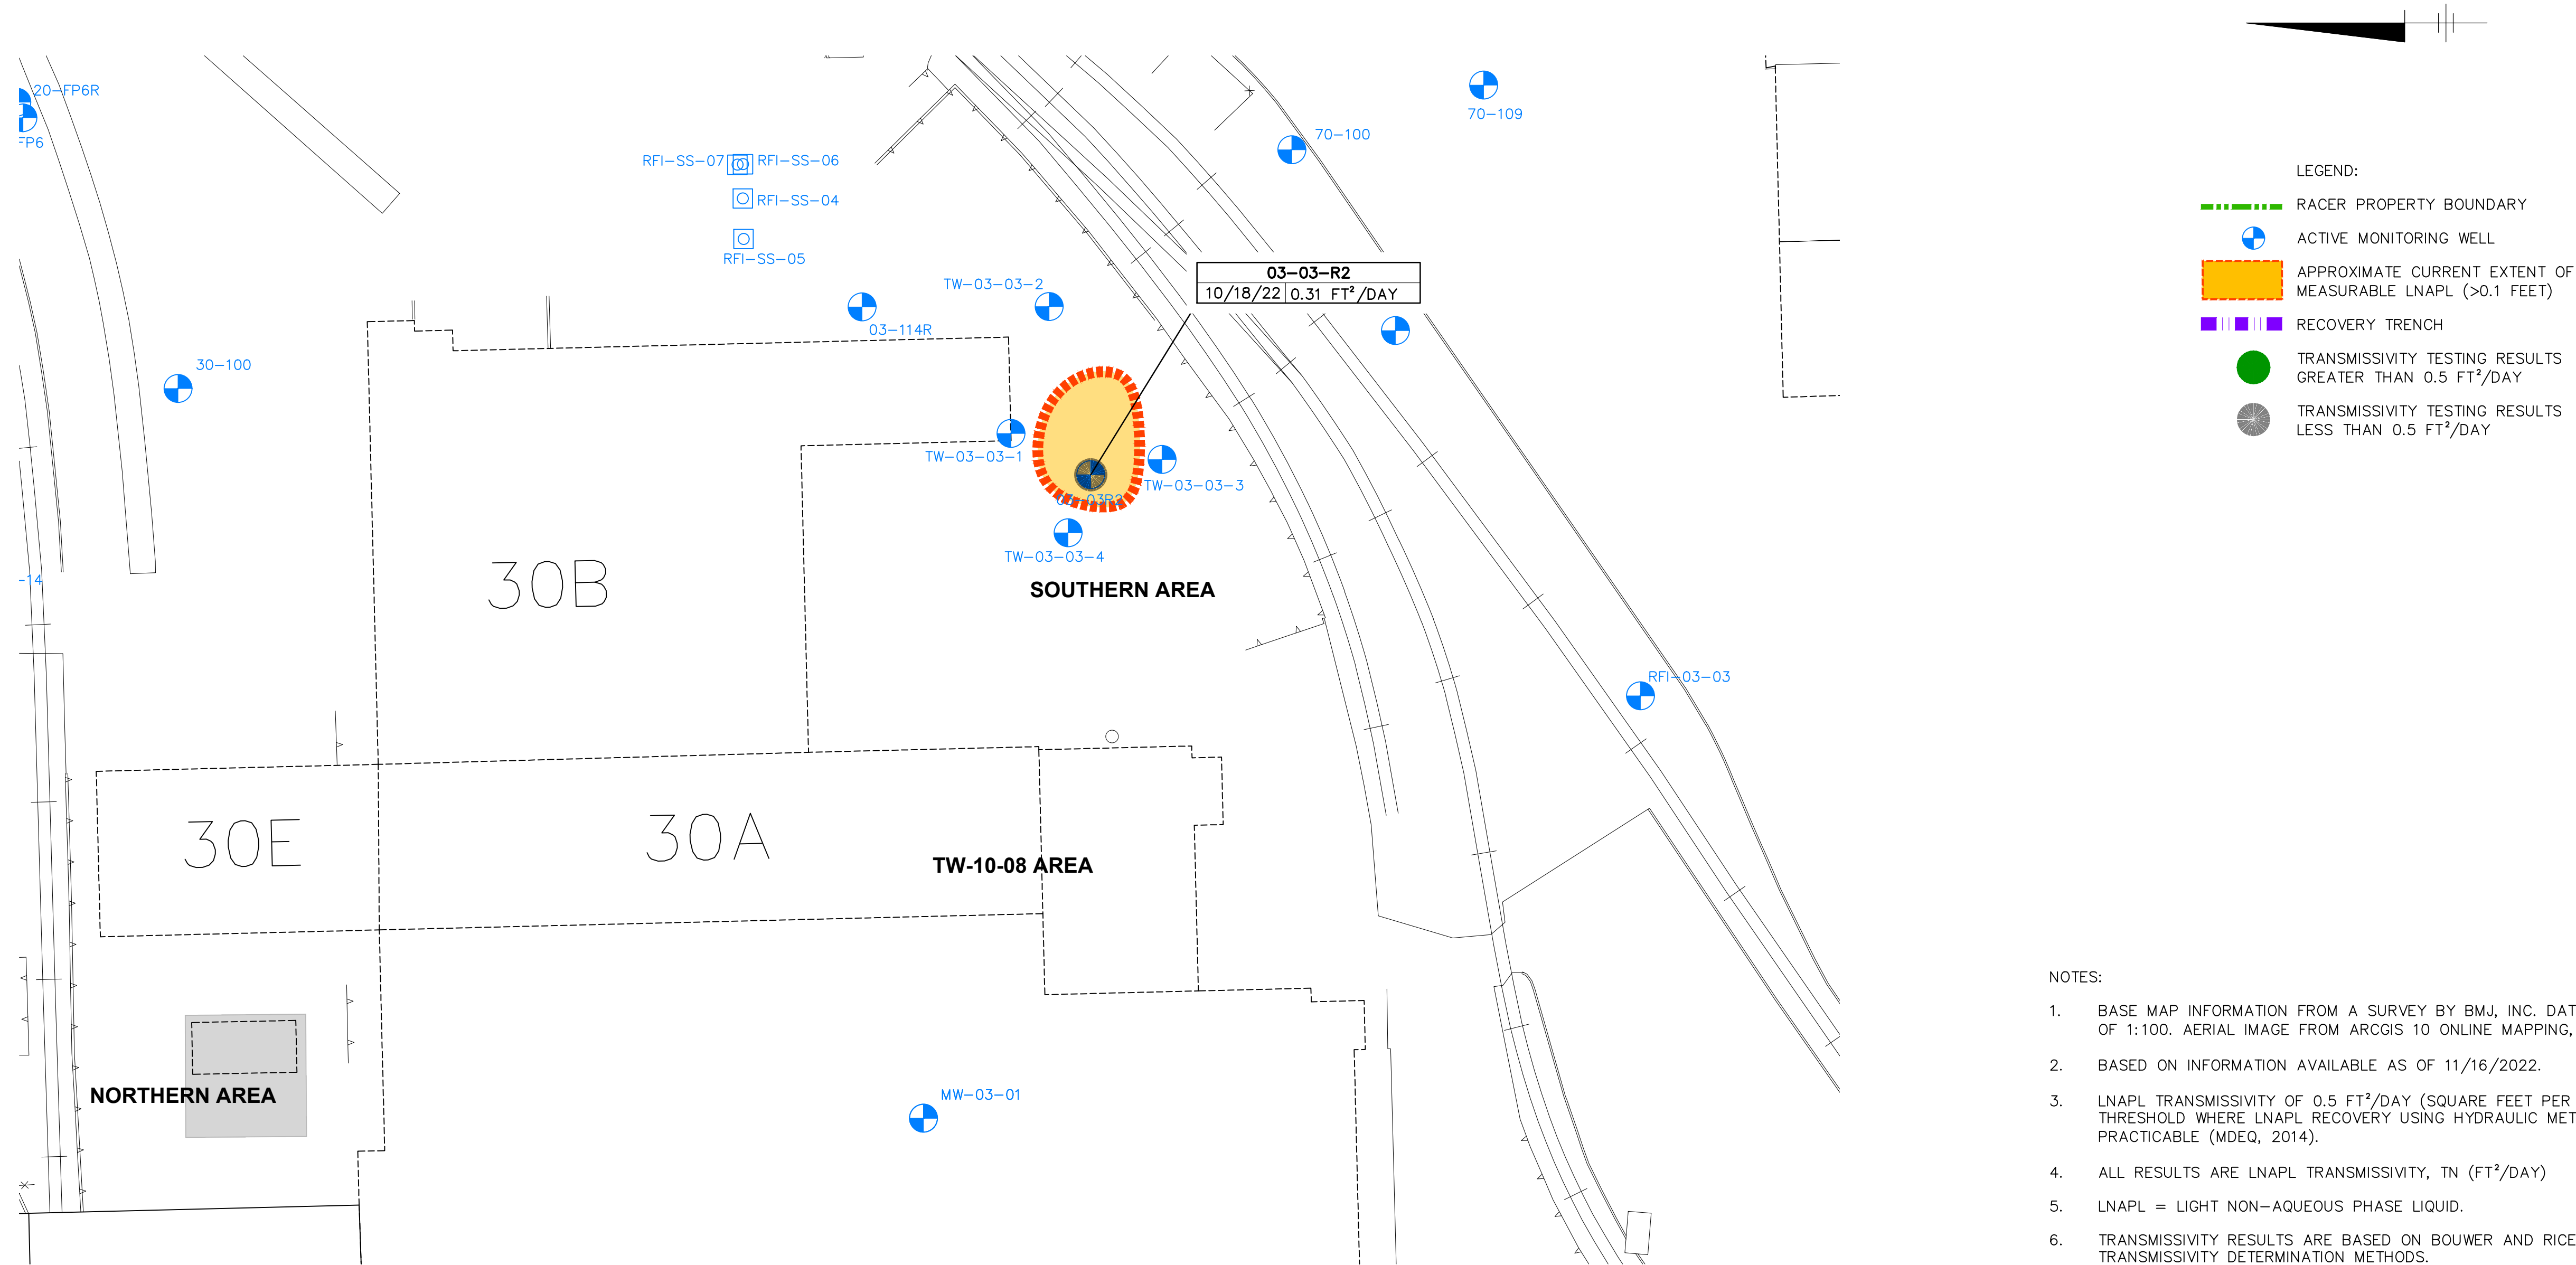 20-FP6R
FP6
RFI-SS-07
RFI-SS-06
RFI-SS-04
RFI-SS-05
70-109
70-100
TW-03-03-2
03-114R
03-03-R2
10/18/22 0.31 FT²/DAY
30-100
TW-03-03-1
TW-03-03-3
03-03R2
TW-03-03-4
-14
30B
SOUTHERN AREA
RFI-03-03
30E
30A
TW-10-08 AREA
NORTHERN AREA
MW-03-01
LEGEND:
RACER PROPERTY BOUNDARY
ACTIVE MONITORING WELL
APPROXIMATE CURRENT EXTENT OF
MEASURABLE LNAPL (>0.1 FEET)
RECOVERY TRENCH
TRANSMISSIVITY TESTING RESULTS
GREATER THAN 0.5 FT²/DAY
TRANSMISSIVITY TESTING RESULTS
LESS THAN 0.5 FT²/DAY
NOTES:
1. BASE MAP INFORMATION FROM A SURVEY BY BMJ, INC. DAT
OF 1:100. AERIAL IMAGE FROM ARCGIS 10 ONLINE MAPPING,
2. BASED ON INFORMATION AVAILABLE AS OF 11/16/2022.
3. LNAPL TRANSMISSIVITY OF 0.5 FT²/DAY (SQUARE FEET PER
THRESHOLD WHERE LNAPL RECOVERY USING HYDRAULIC MET
PRACTICABLE (MDEQ, 2014).
4. ALL RESULTS ARE LNAPL TRANSMISSIVITY, TN (FT²/DAY)
5. LNAPL = LIGHT NON-AQUEOUS PHASE LIQUID.
6. TRANSMISSIVITY RESULTS ARE BASED ON BOUWER AND RICE
TRANSMISSIVITY DETERMINATION METHODS.